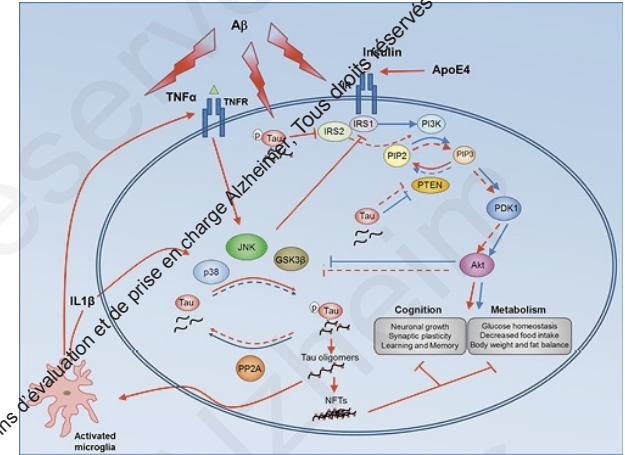 Aβ
Insulin
ApoE4
TNFα
TNFR
P
Tau
IRS2
IRS1
PI3K
PIP2
PIP3
PTEN
Tau
PDK1
JNK
GSK3β
p38
Akt
IL1β
Tau
P
Tau
Cognition
Neuronal growth
Synaptic plasticity
Learning and Memory
Metabolism
Glucose homeostasis
Decreased food intake
Body weight and fat balance
PP2A
Tau oligomers
NFTs
Activated
microglia
ns d'évaluation et de prise en charge Alzheimer, Tous droits réservés